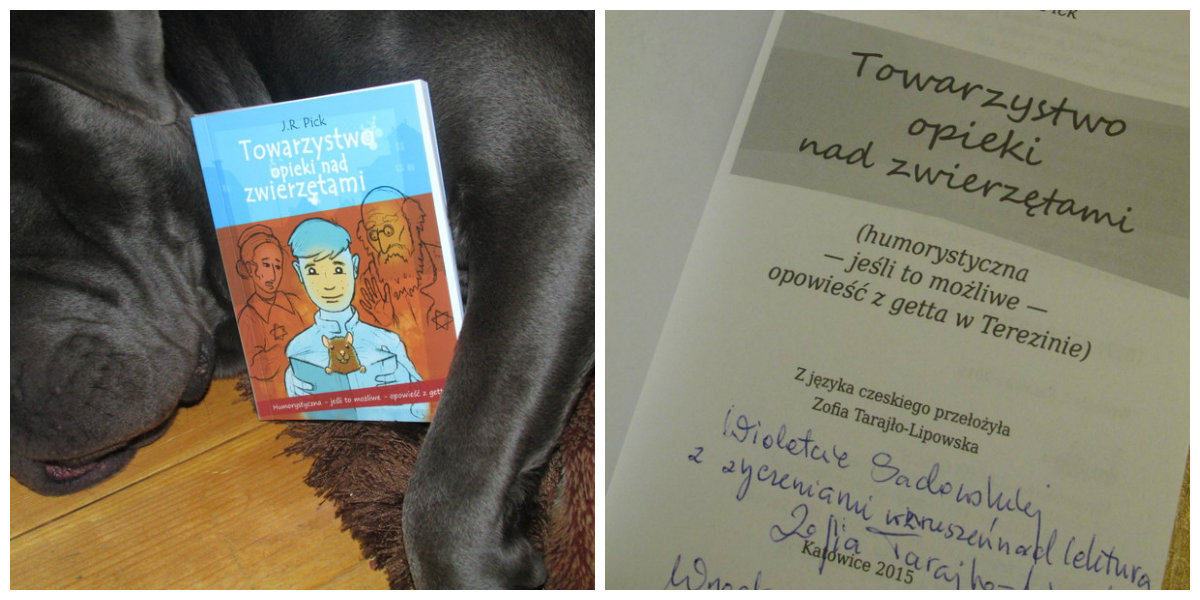 J.R. Pick
Towarzystwo
opieki nad
zwierzętami
Humorystyczna - jeśli to możliwe - opowieść z gett
Towarzystwo
opieki
nad zwierzętami
(humorystyczna
— jeśli to możliwe —
opowieść z getta w Terezinie)
Z języka czeskiego przełożyła
Zofia Tarajło-Lipowska
Wioletcie Sadowskiej
z życzeniami wzruszeń nad lekturą
Zofia Tarajło-
Katowice 2015